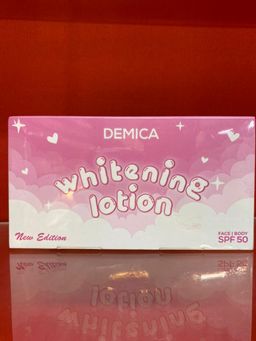 DEMICA
whitening
lotion
New Edition
FACE | BODY
SPF 50